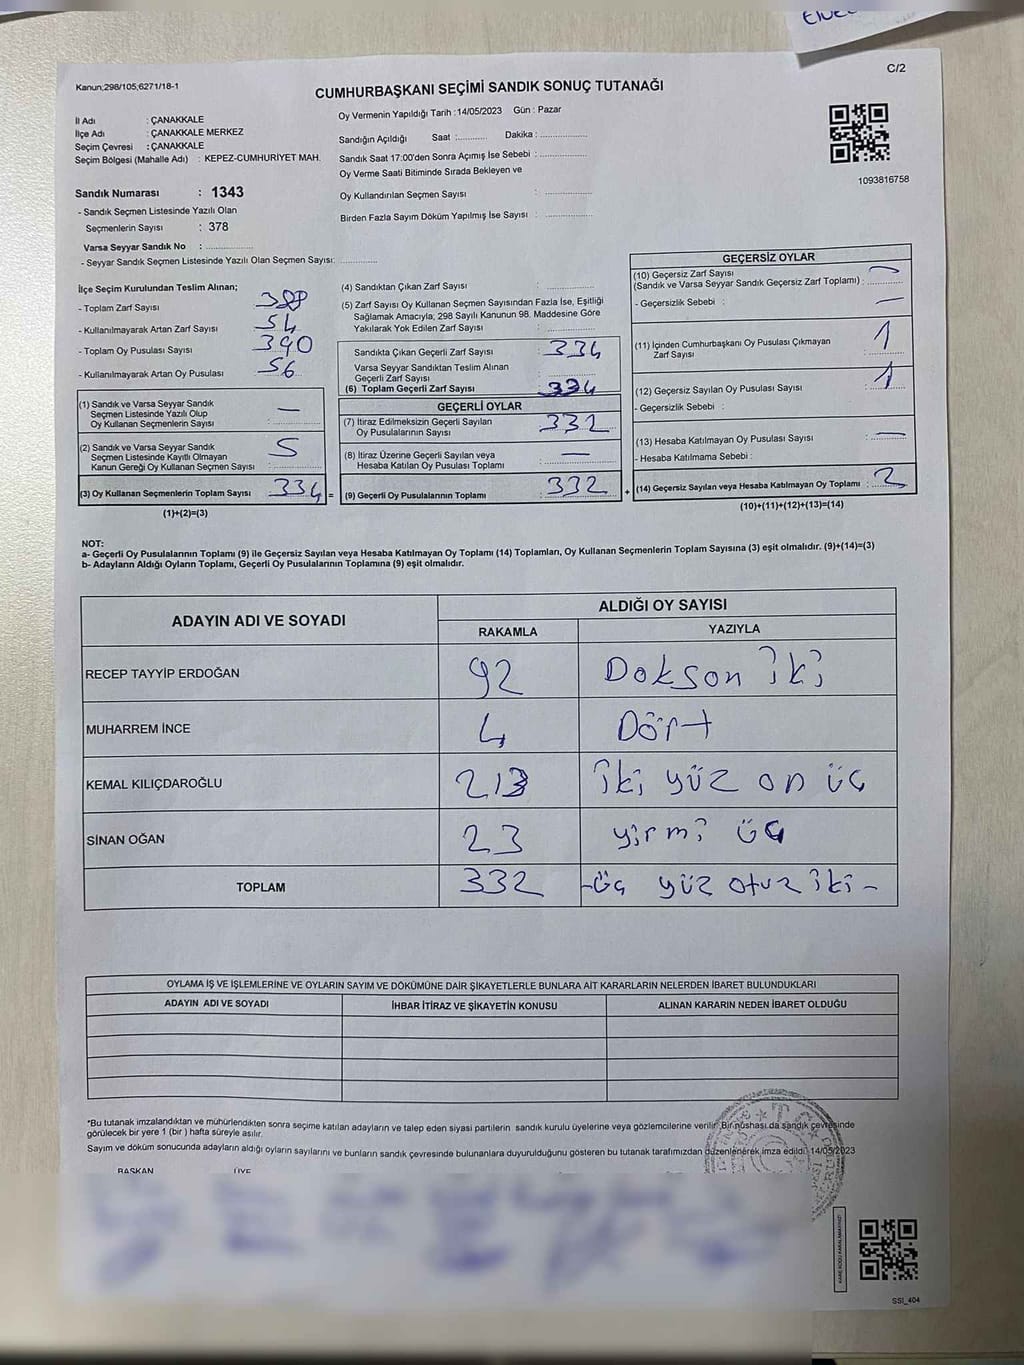 C/2
Kanun;298/105;6271/18-1
CUMHURBAŞKANI SEÇİMİ SANDIK SONUÇ TUTANAĞI
İl Adı : ÇANAKKALE
İlçe Adı : ÇANAKKALE MERKEZ
Seçim Çevresi : ÇANAKKALE
Seçim Bölgesi (Mahalle Adı) : KEPEZ-CUMHURİYET MAH.
Sandık Numarası : 1343
- Sandık Seçmen Listesinde Yazılı Olan
Seçmenlerin Sayısı : 378
Varsa Seyyar Sandık No : ..............
- Seyyar Sandık Seçmen Listesinde Yazılı Olan Seçmen Sayısı: ............
Oy Vermenin Yapıldığı Tarih :14/05/2023 Gün : Pazar
Sandığın Açıldığı Saat :........... Dakika : ................
Sandık Saat 17:00'den Sonra Açımış İse Sebebi : ................
Oy Verme Saati Bitiminde Sırada Bekleyen ve
Oy Kullandırılan Seçmen Sayısı : ................
Birden Fazla Sayım Döküm Yapılmış İse Sayısı : ................
1093816758
İlçe Seçim Kurulundan Teslim Alınan;
- Toplam Zarf Sayısı 388
- Kullanılmayarak Artan Zarf Sayısı 54
- Toplam Oy Pusulası Sayısı 390
- Kullanılmayarak Artan Oy Pusulası 56
(1) Sandık ve Varsa Seyyar Sandık
Seçmen Listesinde Yazılı Olup
Oy Kullanan Seçmenlerin Sayısı : —
(2) Sandık ve Varsa Seyyar Sandık
Seçmen Listesinde Kayıtlı Olmayan
Kanun Gereği Oy Kullanan Seçmen Sayısı : 5
(3) Oy Kullanan Seçmenlerin Toplam Sayısı : 334 =
(1)+(2)=(3)
(4) Sandıktan Çıkan Zarf Sayısı : ............
(5) Zarf Sayısı Oy Kullanan Seçmen Sayısından Fazla İse, Eşitliği
Sağlamak Amacıyla; 298 Sayılı Kanunun 98. Maddesine Göre
Yakılarak Yok Edilen Zarf Sayısı : ............
Sandıkta Çıkan Geçerli Zarf Sayısı : 334
Varsa Seyyar Sandıktan Teslim Alınan
Geçerli Zarf Sayısı
(6) Toplam Geçerli Zarf Sayısı : 334
GEÇERLİ OYLAR
(7) İtiraz Edilmeksizin Geçerli Sayılan
Oy Pusulalarının Sayısı : 332
(8) İtiraz Üzerine Geçerli Sayılan veya
Hesaba Katılan Oy Pusulası Toplamı : —
(9) Geçerli Oy Pusulalarının Toplamı : 332 +
GEÇERSİZ OYLAR
(10) Geçersiz Zarf Sayısı
(Sandık ve Varsa Seyyar Sandık Geçersiz Zarf Toplamı) : —
- Geçersizlik Sebebi : —
(11) İçinden Cumhurbaşkanı Oy Pusulası Çıkmayan
Zarf Sayısı : 1
(12) Geçersiz Sayılan Oy Pusulası Sayısı : 1
- Geçersizlik Sebebi :
(13) Hesaba Katılmayan Oy Pusulası Sayısı : —
- Hesaba Katılmama Sebebi :
(14) Geçersiz Sayılan veya Hesaba Katılmayan Oy Toplamı : 2
(10)+(11)+(12)+(13)=(14)
NOT:
a- Geçerli Oy Pusulalarının Toplamı (9) ile Geçersiz Sayılan veya Hesaba Katılmayan Oy Toplamı (14) Toplamları, Oy Kullanan Seçmenlerin Toplam Sayısına (3) eşit olmalıdır. (9)+(14)=(3)
b- Adayların Aldığı Oyların Toplamı, Geçerli Oy Pusulalarının Toplamına (9) eşit olmalıdır.
ADAYIN ADI VE SOYADI ALDIĞI OY SAYISI
RAKAMLA YAZIYLA
RECEP TAYYİP ERDOĞAN 92 Doksan iki
MUHARREM İNCE 4 Dört
KEMAL KILIÇDAROĞLU 213 iki yüz on üç
SİNAN OĞAN 23 yirmi üç
TOPLAM 332 -üç yüz otuz iki-
OYLAMA İŞ VE İŞLEMLERİNE VE OYLARIN SAYIM VE DÖKÜMÜNE DAİR ŞİKAYETLERLE BUNLARA AİT KARARLARIN NELERDEN İBARET BULUNDUKLARI
ADAYIN ADI VE SOYADI İHBAR İTİRAZ VE ŞİKAYETİN KONUSU ALINAN KARARIN NEDEN İBARET OLDUĞU
*Bu tutanak imzalandıktan ve mühürlendikten sonra seçime katılan adayların ve talep eden siyasi partilerin sandık kurulu üyelerine veya gözlemcilerine verilir. Bir nüshası da sandık çevresinde
görülecek bir yere 1 (bir ) hafta süreyle asılır.
Sayım ve döküm sonucunda adayların aldığı oyların sayılarını ve bunların sandık çevresinde bulunanlara duyurulduğunu gösteren bu tutanak tarafımızdan düzenlenerek imza edildi. 14/05/2023
BAŞKAN ÜYE
KARE KODU KARALAMAYINIZ!
SSI_404